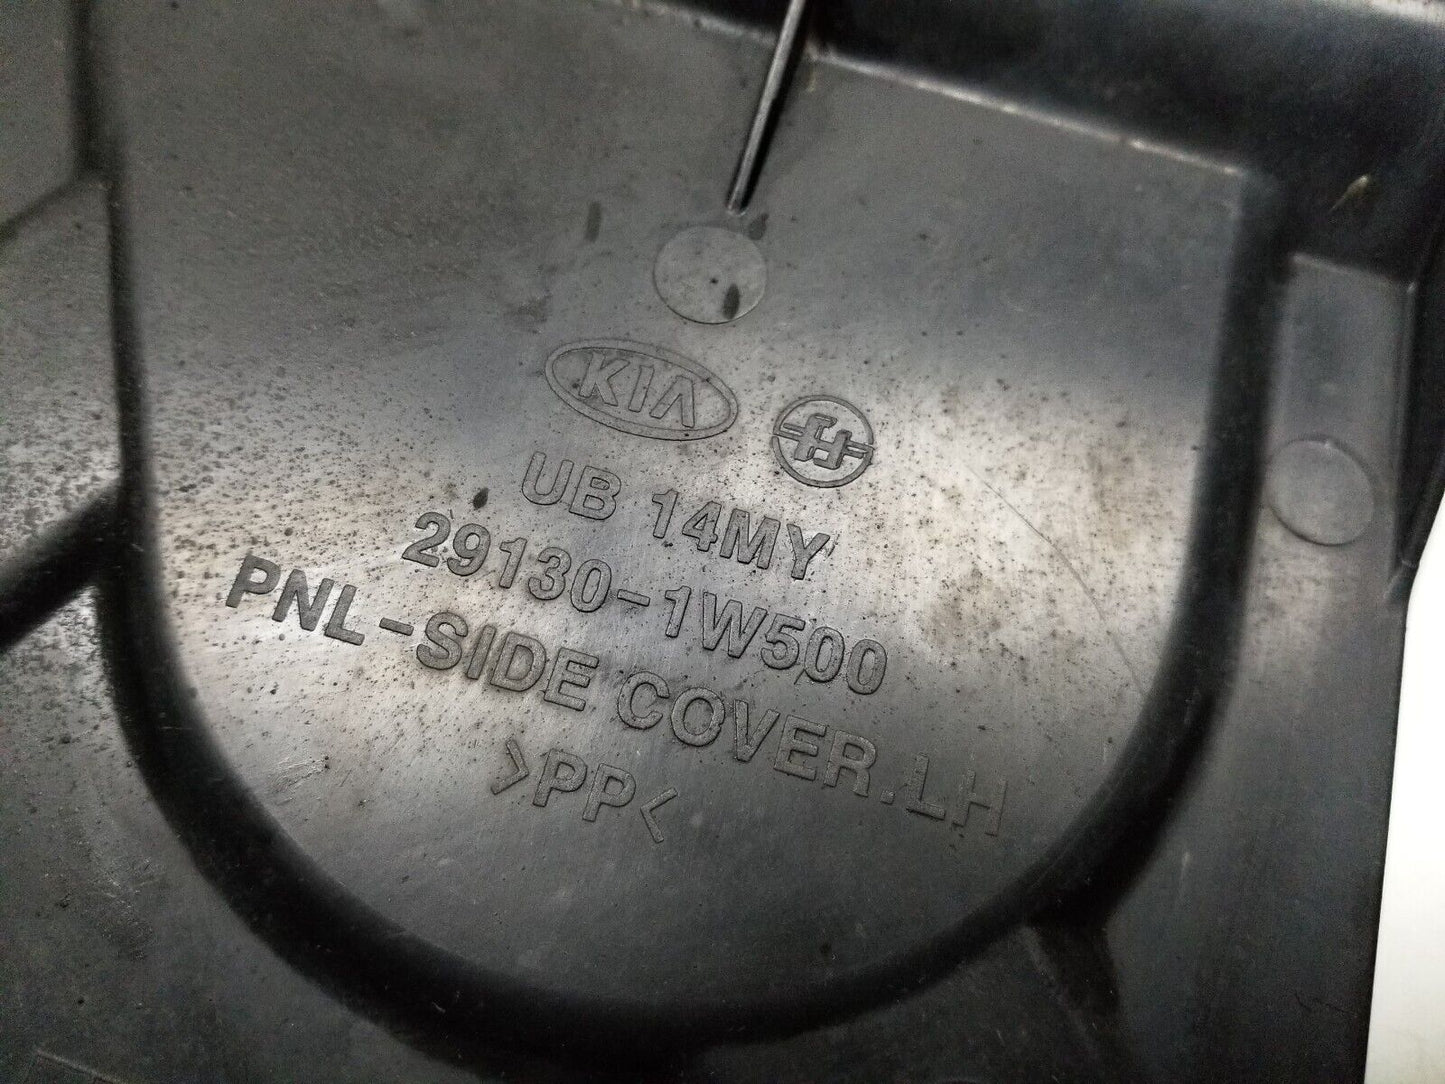 KIA
UB 14MY
29130-1W500
PNL-SIDE COVER.LH
>PP<